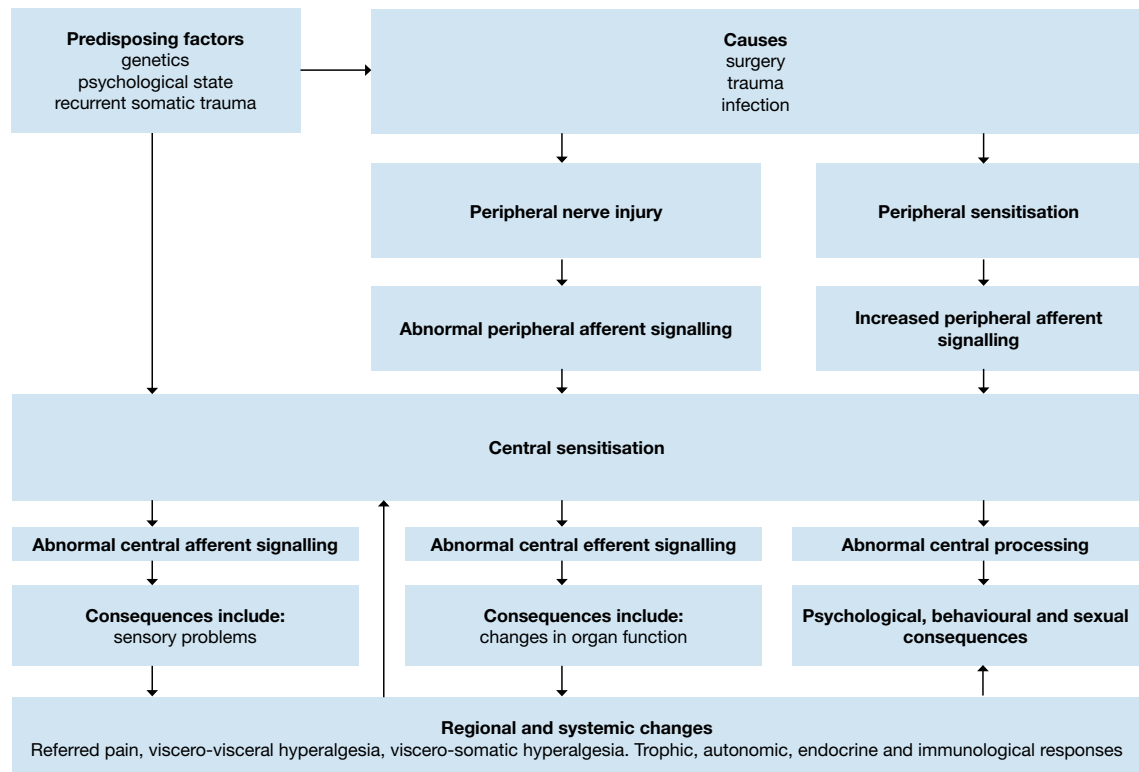 Predisposing factors
genetics
psychological state
recurrent somatic trauma
Causes
surgery
trauma
infection
Peripheral nerve injury
Peripheral sensitisation
Abnormal peripheral afferent signalling
Increased peripheral afferent
signalling
Central sensitisation
Abnormal central afferent signalling
Abnormal central efferent signalling
Abnormal central processing
Consequences include:
sensory problems
Consequences include:
changes in organ function
Psychological, behavioural and sexual
consequences
Regional and systemic changes
Referred pain, viscero-visceral hyperalgesia, viscero-somatic hyperalgesia. Trophic, autonomic, endocrine and immunological responses